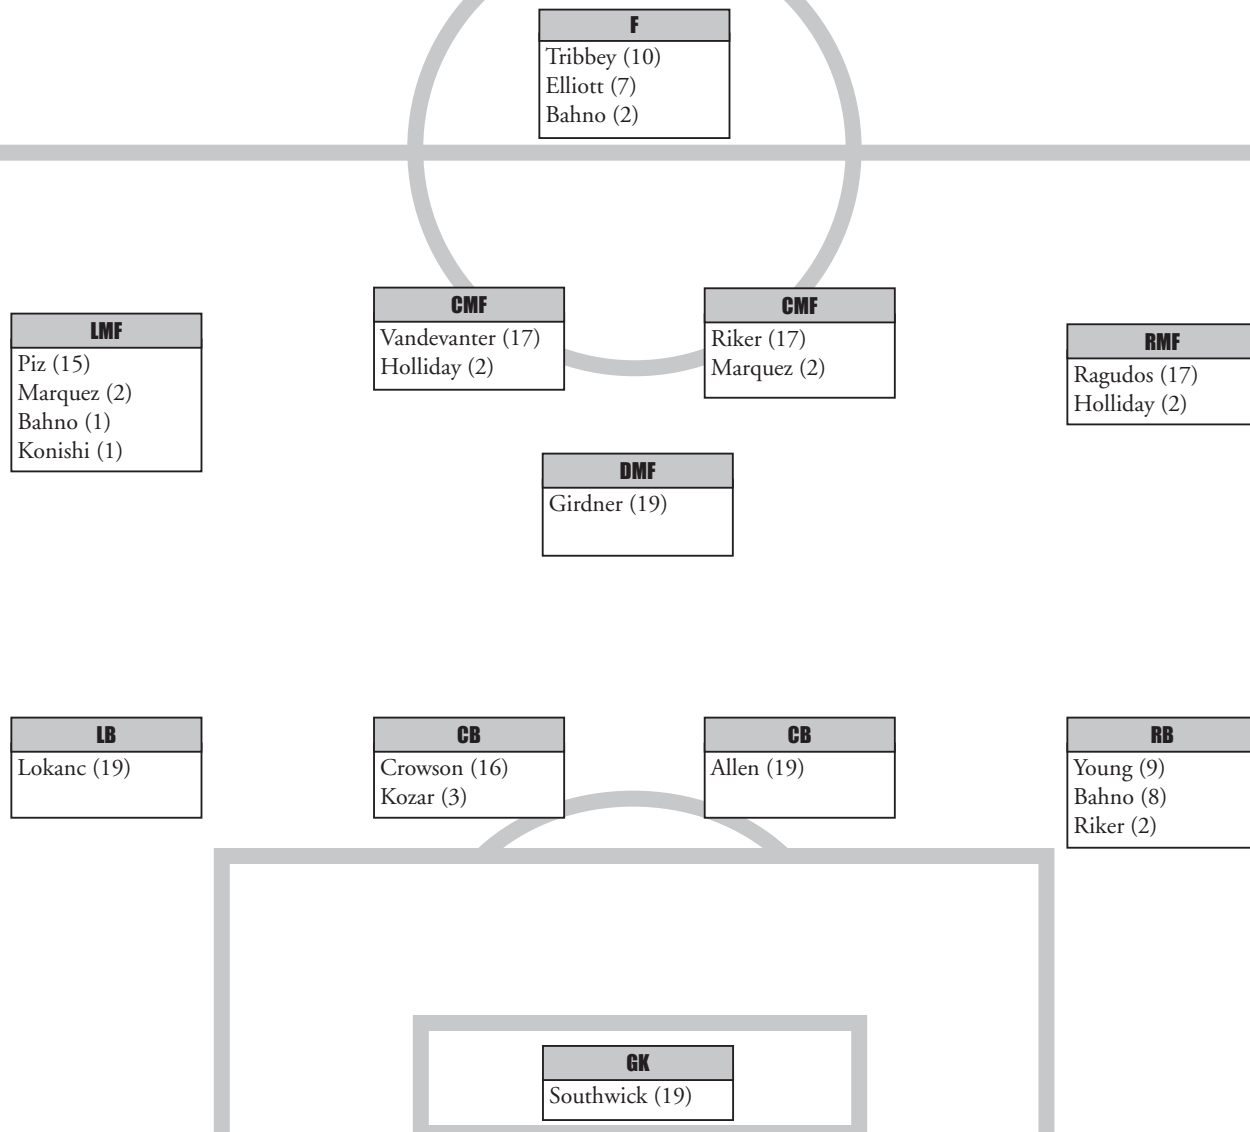 F
Tribbey (10)
Elliott (7)
Bahno (2)
LMF
Piz (15)
Marquez (2)
Bahno (1)
Konishi (1)
CMF
Vandevanter (17)
Holliday (2)
CMF
Riker (17)
Marquez (2)
RMF
Ragudos (17)
Holliday (2)
DMF
Girdner (19)
LB
Lokanc (19)
CB
Crowson (16)
Kozar (3)
CB
Allen (19)
RB
Young (9)
Bahno (8)
Riker (2)
GK
Southwick (19)